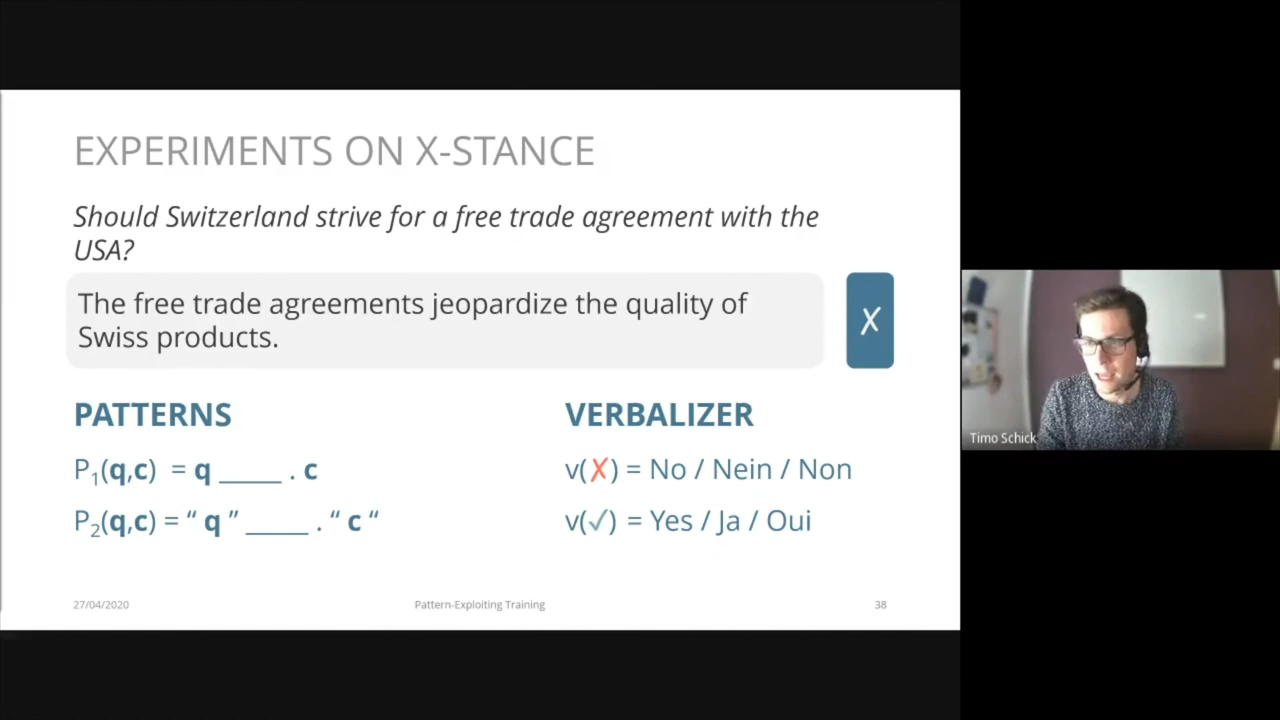 EXPERIMENTS ON X-STANCE
Should Switzerland strive for a free trade agreement with the
USA?
The free trade agreements jeopardize the quality of
Swiss products.
✗
PATTERNS
P₁(q,c) = q _____ . c
P₂(q,c) = “ q ” _____ . “ c “
VERBALIZER
v(✗) = No / Nein / Non
v(✓) = Yes / Ja / Oui
27/04/2020
Pattern-Exploiting Training
38
Timo Schick